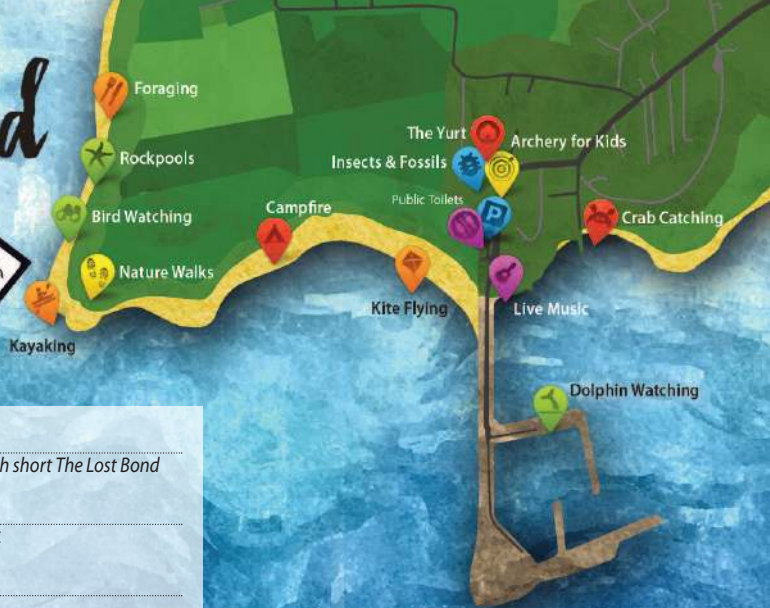 d
Foraging
The Yurt
Archery for Kids
Rockpools
Insects & Fossils
Public Toilets
P
Bird Watching
Campfire
Crab Catching
Nature Walks
Kite Flying
Live Music
Kayaking
Dolphin Watching
h short The Lost Bond